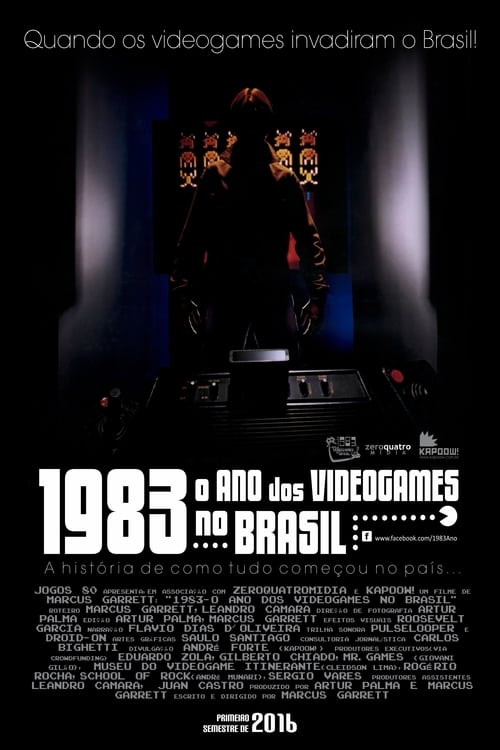 Quando os videogames invadiram o Brasil!
zeroquatro
MÍDIA
KAPOOW!
1983 O ANO dos VIDEOGAMES
no BRASIL
www.facebook.com/1983Ano
A história de como tudo começou no país...
JOGOS 80 APRESENTA EM ASSOCIAÇÃO COM ZEROQUATROMIDIA E KAPOOW! UM FILME DE
MARCUS GARRETT: "1983-O ANO DOS VIDEOGAMES NO BRASIL"
ROTEIRO MARCUS GARRETT; LEANDRO CAMARA; DIREÇÃO DE FOTOGRAFIA ARTUR
PALMA EDIÇÃO ARTUR PALMA; MARCUS GARRETT EFEITOS VISUAIS ROOSEVELT
GARCIA NARRAÇÃO FLAVIO DIAS D'OLIVEIRA TRILHA SONORA PULSELOOPER E
DROID-ON ARTES GRÁFICAS SAULO SANTIAGO CONSULTORIA JORNALÍSTICA CARLOS
BIGHETTI DIVULGAÇÃO ANDRÉ FORTE (KAPOOW) PRODUTORES EXECUTIVOS(VIA
CROWDFUNDING) EDUARDO ZOLA; GILBERTO CHIADO; MR. GAMES (GIOVANI
GILÃO); MUSEU DO VIDEOGAME ITINERANTE(CLEIDSON LIMA); ROGÉRIO
ROCHA; SCHOOL OF ROCK(ANDRÉ MUNARI); SERGIO VARES PRODUTORES ASSISTENTES
LEANDRO CAMARA; JUAN CASTRO PRODUZIDO POR ARTUR PALMA E MARCUS
GARRETT ESCRITO E DIRIGIDO POR MARCUS GARRETT
PRIMEIRO
SEMESTRE DE 2016